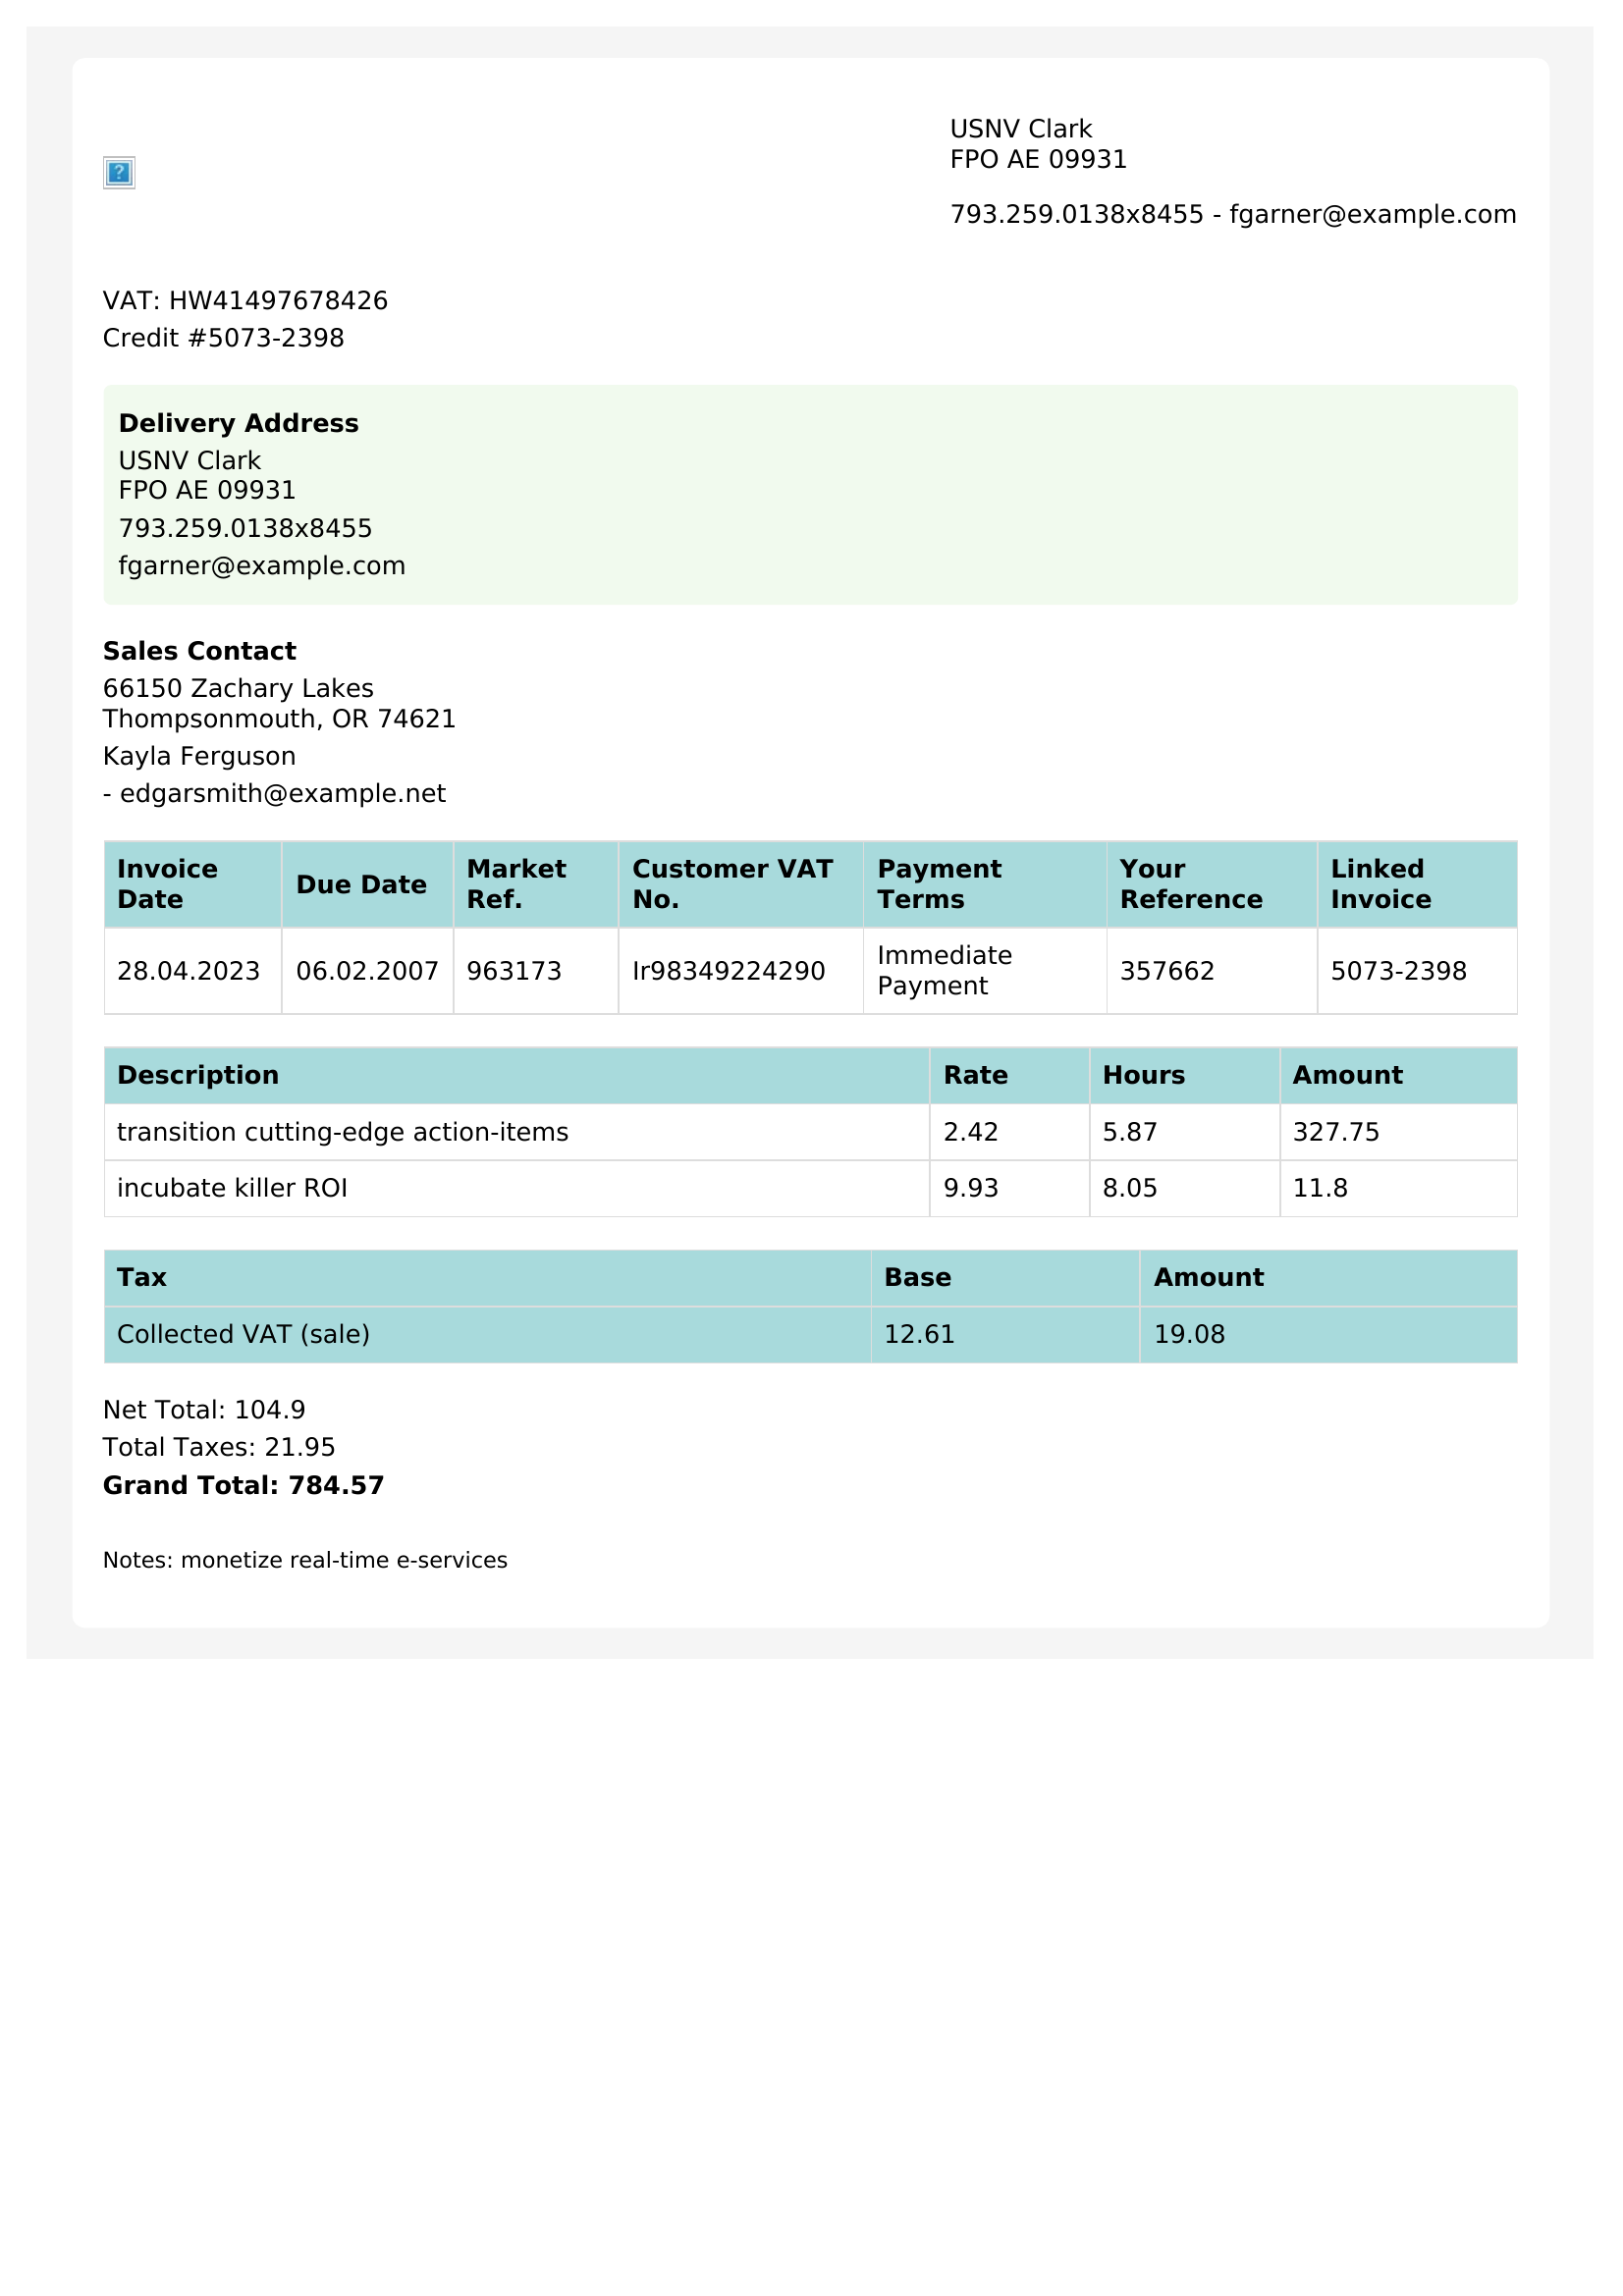 USNV Clark
FPO AE 09931
793.259.0138x8455 - fgarner@example.com
VAT: HW41497678426
Credit #5073-2398
Delivery Address
USNV Clark
FPO AE 09931
793.259.0138x8455
fgarner@example.com
Sales Contact
66150 Zachary Lakes
Thompsonmouth, OR 74621
Kayla Ferguson
- edgarsmith@example.net
Invoice Date Due Date Market Ref. Customer VAT No. Payment Terms Your Reference Linked Invoice
28.04.2023 06.02.2007 963173 Ir98349224290 Immediate Payment 357662 5073-2398
Description Rate Hours Amount
transition cutting-edge action-items 2.42 5.87 327.75
incubate killer ROI 9.93 8.05 11.8
Tax Base Amount
Collected VAT (sale) 12.61 19.08
Net Total: 104.9
Total Taxes: 21.95
Grand Total: 784.57
Notes: monetize real-time e-services